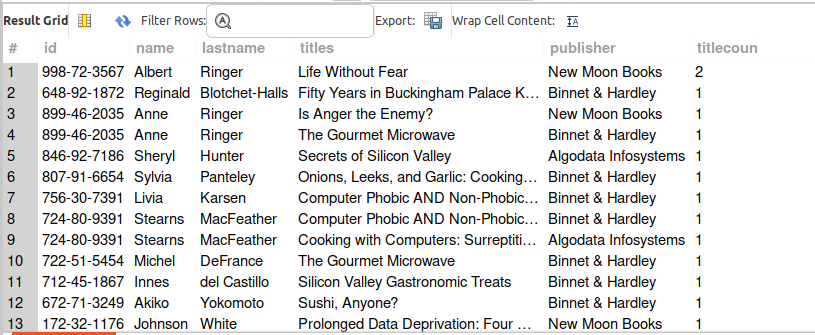 Result Grid Filter Rows: Export: Wrap Cell Content: IA
# id name lastname titles publisher titlecoun
1 998-72-3567 Albert Ringer Life Without Fear New Moon Books 2
2 648-92-1872 Reginald Blotchet-Halls Fifty Years in Buckingham Palace K... Binnet & Hardley 1
3 899-46-2035 Anne Ringer Is Anger the Enemy? New Moon Books 1
4 899-46-2035 Anne Ringer The Gourmet Microwave Binnet & Hardley 1
5 846-92-7186 Sheryl Hunter Secrets of Silicon Valley Algodata Infosystems 1
6 807-91-6654 Sylvia Panteley Onions, Leeks, and Garlic: Cooking... Binnet & Hardley 1
7 756-30-7391 Livia Karsen Computer Phobic AND Non-Phobic... Binnet & Hardley 1
8 724-80-9391 Stearns MacFeather Computer Phobic AND Non-Phobic... Binnet & Hardley 1
9 724-80-9391 Stearns MacFeather Cooking with Computers: Surreptiti... Algodata Infosystems 1
10 722-51-5454 Michel DeFrance The Gourmet Microwave Binnet & Hardley 1
11 712-45-1867 Innes del Castillo Silicon Valley Gastronomic Treats Binnet & Hardley 1
12 672-71-3249 Akiko Yokomoto Sushi, Anyone? Binnet & Hardley 1
13 172-32-1176 Johnson White Prolonged Data Deprivation: Four ... New Moon Books 1